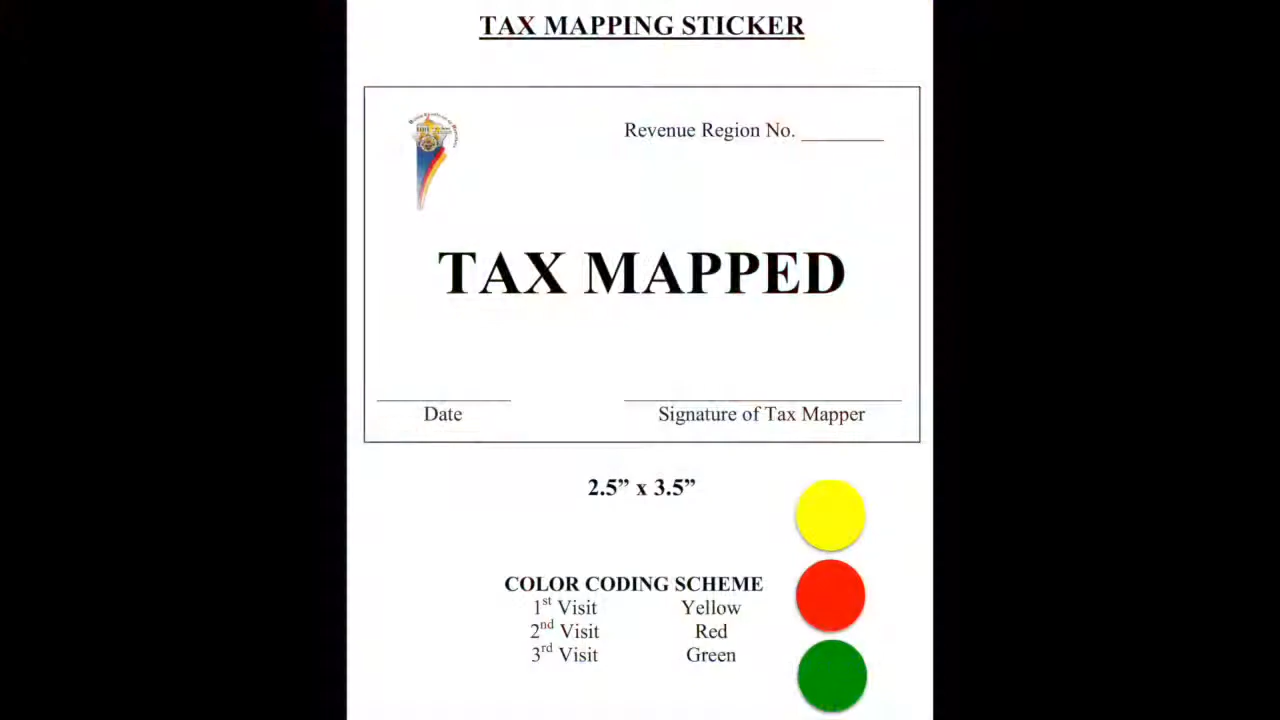 TAX MAPPING STICKER
Revenue Region No. ________
TAX MAPPED
Date
Signature of Tax Mapper
2.5” x 3.5”
COLOR CODING SCHEME
1st Visit Yellow
2nd Visit Red
3rd Visit Green